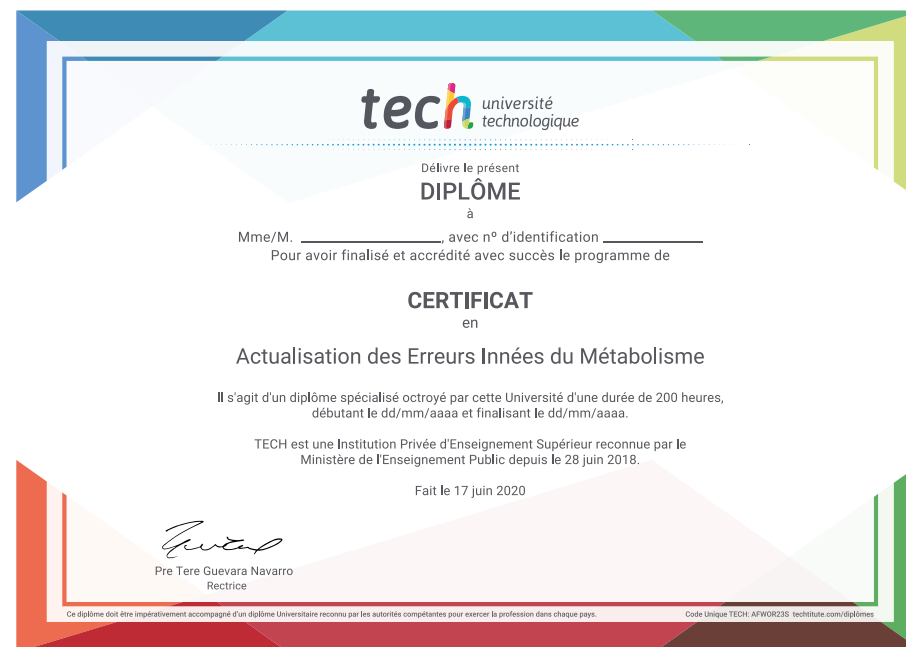 tech université
technologique
Délivre le présent
DIPLÔME
à
Mme/M. ____________________, avec nº d'identification ______________
Pour avoir finalisé et accrédité avec succès le programme de
CERTIFICAT
en
Actualisation des Erreurs Innées du Métabolisme
Il s'agit d'un diplôme spécialisé octroyé par cette Université d'une durée de 200 heures,
débutant le dd/mm/aaaa et finalisant le dd/mm/aaaa.
TECH est une Institution Privée d'Enseignement Supérieur reconnue par le
Ministère de l'Enseignement Public depuis le 28 juin 2018.
Fait le 17 juin 2020
Pre Tere Guevara Navarro
Rectrice
Ce diplôme doit être impérativement accompagné d'un diplôme Universitaire reconnu par les autorités compétantes pour exercer la profession dans chaque pays. Code Unique TECH: AFWOR23S techtitute.com/diplômes